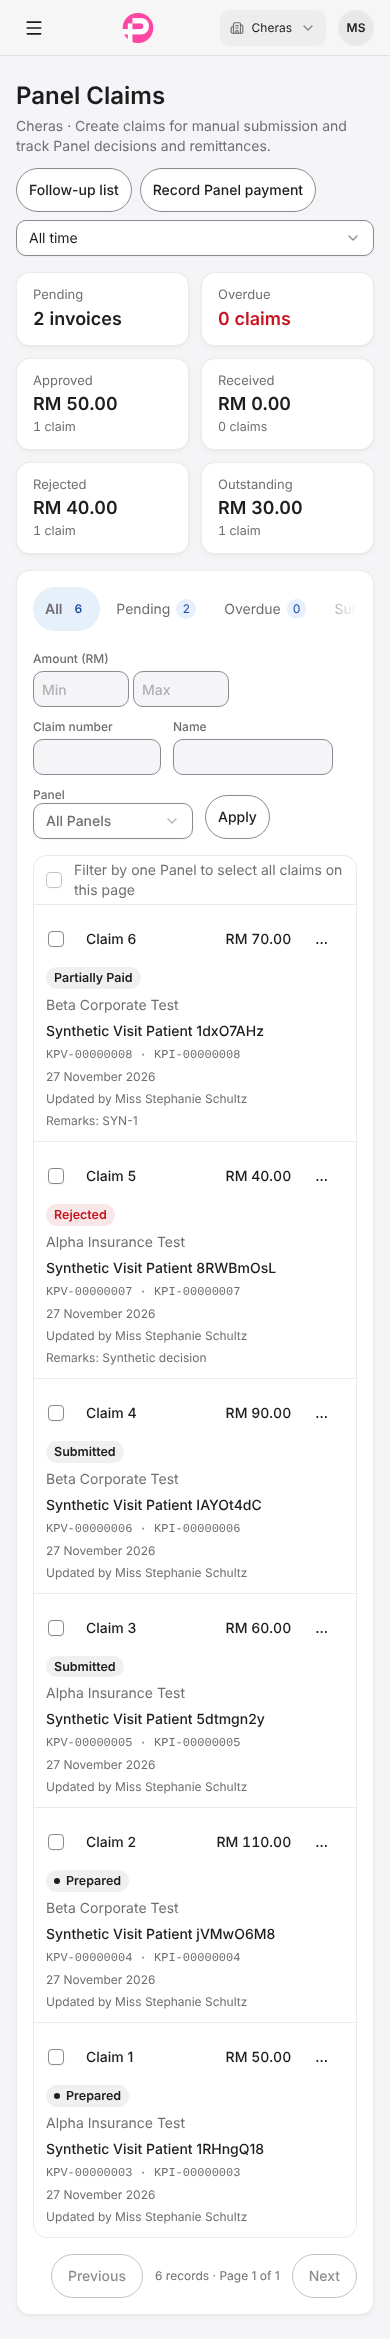 Cheras
MS
Panel Claims
Cheras · Create claims for manual submission and
track Panel decisions and remittances.
Follow-up list
Record Panel payment
All time
Pending
2 invoices
Overdue
0 claims
Approved
RM 50.00
1 claim
Received
RM 0.00
0 claims
Rejected
RM 40.00
1 claim
Outstanding
RM 30.00
1 claim
All 6
Pending 2
Overdue 0
Sub
Amount (RM)
Min
Max
Claim number
Name
Panel
All Panels
Apply
Filter by one Panel to select all claims on
this page
Claim 6 RM 70.00 ...
Partially Paid
Beta Corporate Test
Synthetic Visit Patient 1dxO7AHz
KPV-00000008 · KPI-00000008
27 November 2026
Updated by Miss Stephanie Schultz
Remarks: SYN-1
Claim 5 RM 40.00 ...
Rejected
Alpha Insurance Test
Synthetic Visit Patient 8RWBmOsL
KPV-00000007 · KPI-00000007
27 November 2026
Updated by Miss Stephanie Schultz
Remarks: Synthetic decision
Claim 4 RM 90.00 ...
Submitted
Beta Corporate Test
Synthetic Visit Patient IAYOt4dC
KPV-00000006 · KPI-00000006
27 November 2026
Updated by Miss Stephanie Schultz
Claim 3 RM 60.00 ...
Submitted
Alpha Insurance Test
Synthetic Visit Patient 5dtmgn2y
KPV-00000005 · KPI-00000005
27 November 2026
Updated by Miss Stephanie Schultz
Claim 2 RM 110.00 ...
Prepared
Beta Corporate Test
Synthetic Visit Patient jVMwO6M8
KPV-00000004 · KPI-00000004
27 November 2026
Updated by Miss Stephanie Schultz
Claim 1 RM 50.00 ...
Prepared
Alpha Insurance Test
Synthetic Visit Patient 1RHngQ18
KPV-00000003 · KPI-00000003
27 November 2026
Updated by Miss Stephanie Schultz
Previous
6 records · Page 1 of 1
Next